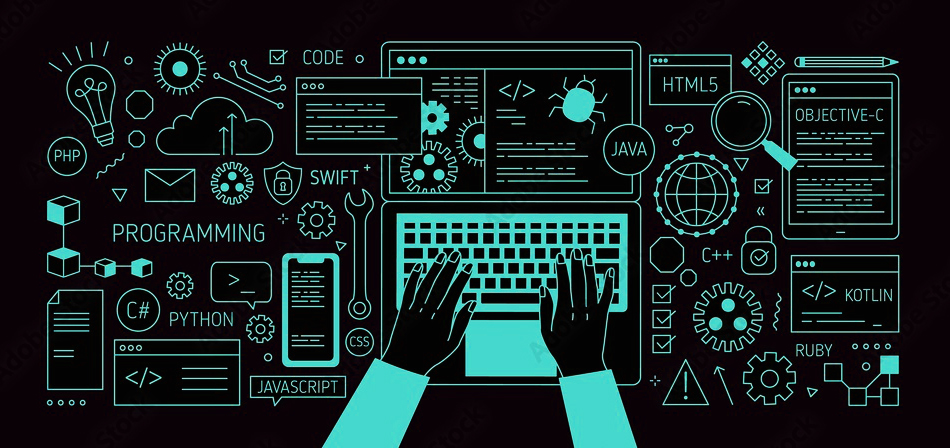 CODE
PHP
SWIFT
PROGRAMMING
C#
PYTHON
>_
</>
JAVASCRIPT
CSS
</>
JAVA
HTML5
OBJECTIVE-C
C++
</>
KOTLIN
RUBY